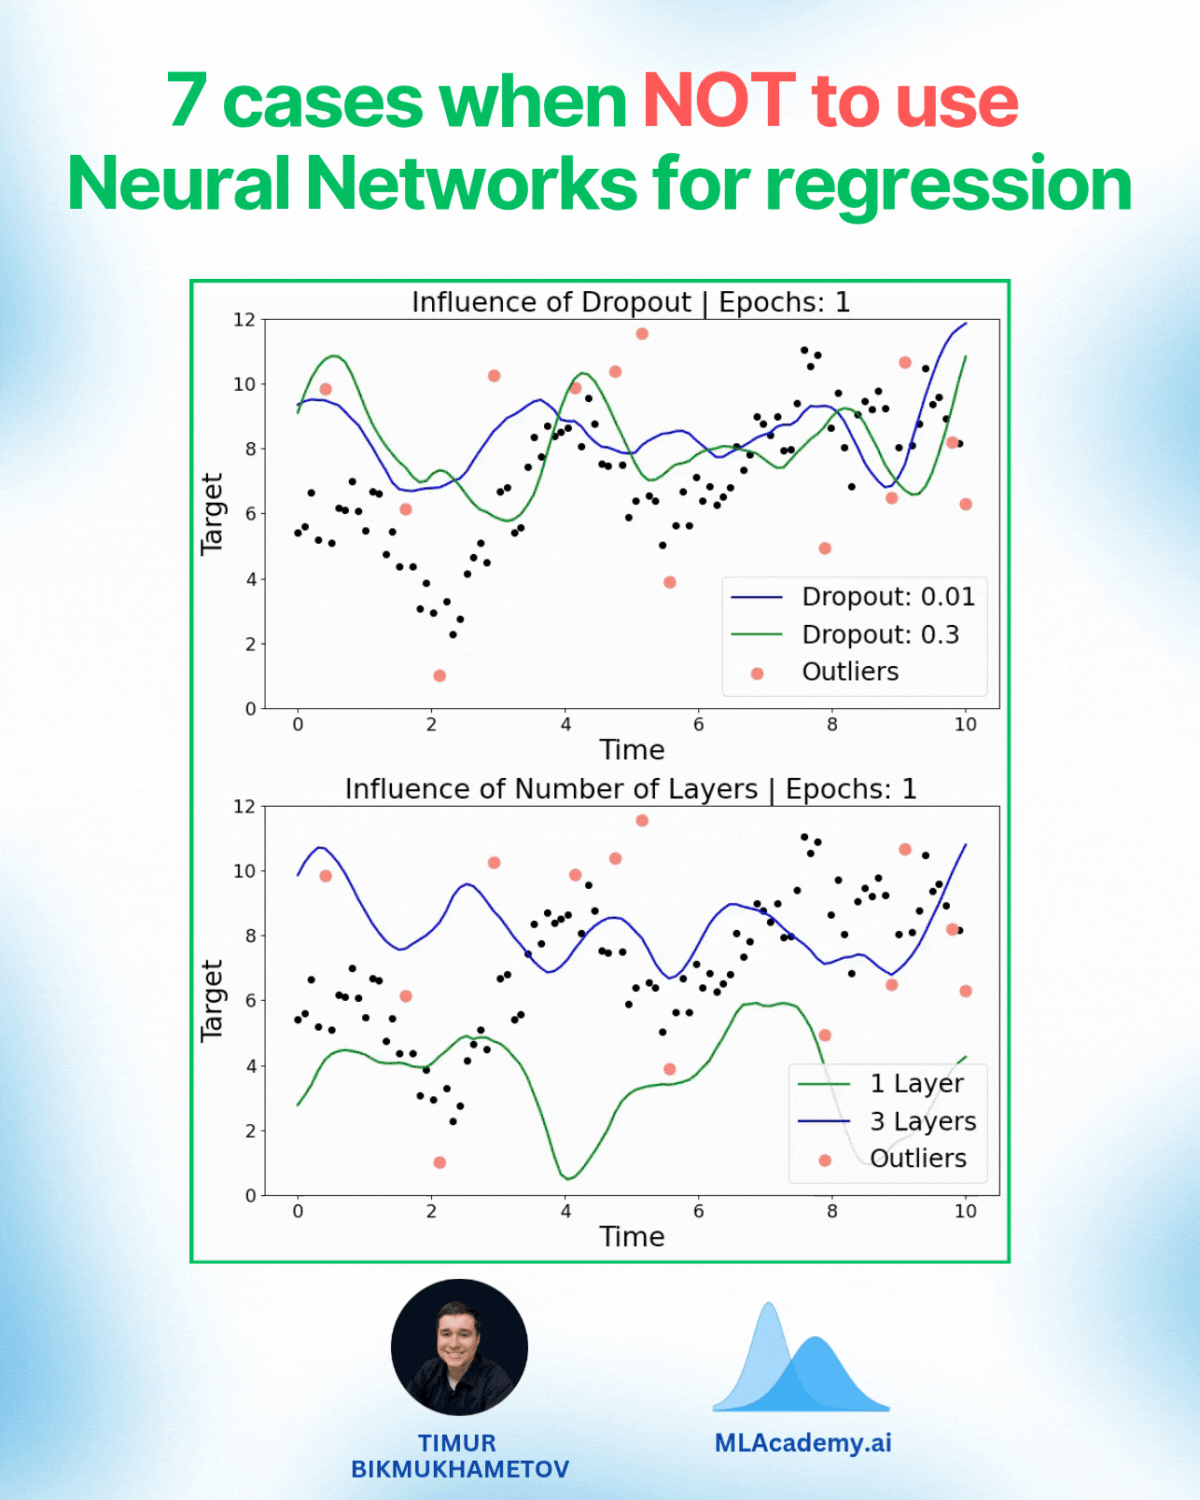 7 cases when NOT to use
Neural Networks for regression
Influence of Dropout | Epochs: 1
12
10
8
6
4
2
0
Target
Dropout: 0.01
Dropout: 0.3
Outliers
0 2 4 6 8 10
Time
Influence of Number of Layers | Epochs: 1
12
10
8
6
4
2
0
Target
1 Layer
3 Layers
Outliers
0 2 4 6 8 10
Time
TIMUR
BIKMUKHAMETOV
MLAcademy.ai